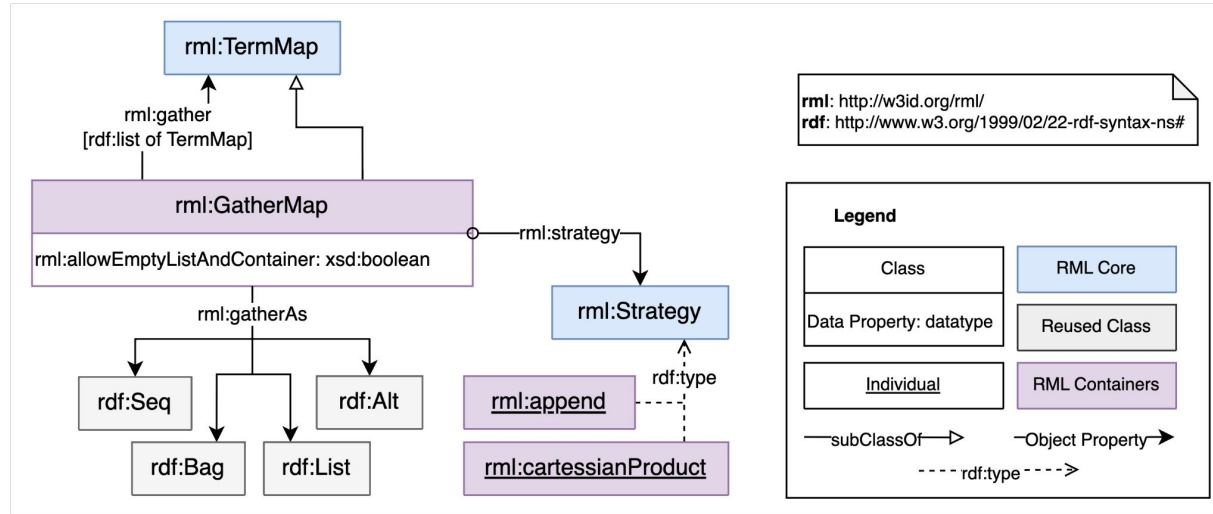 rml:TermMap
rml:gather
[rdf:list of TermMap]
rml: http://w3id.org/rml/
rdf: http://www.w3.org/1999/02/22-rdf-syntax-ns#
rml:GatherMap
rml:allowEmptyListAndContainer: xsd:boolean
rml:strategy
rml:gatherAs
rml:Strategy
rdf:type
rdf:Seq
rdf:Alt
rdf:Bag
rdf:List
rml:append
rml:cartessianProduct
Legend
Class
RML Core
Data Property: datatype
Reused Class
Individual
RML Containers
subClassOf
Object Property
rdf:type